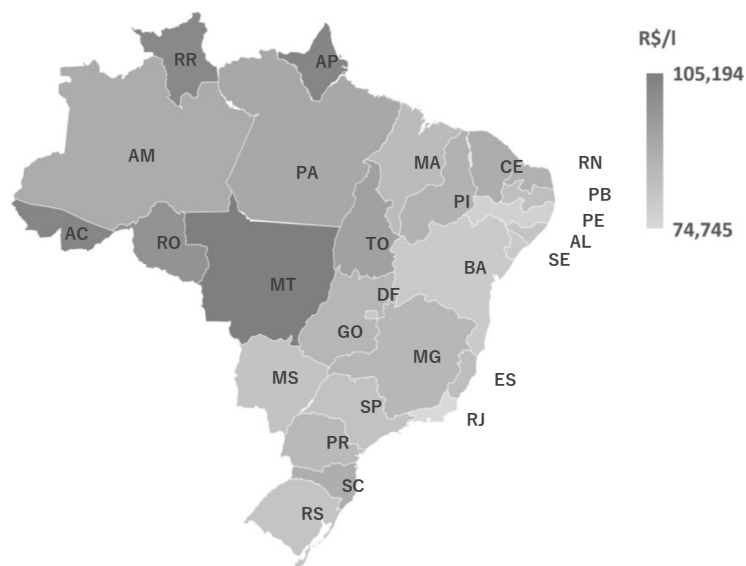 R$/l
105,194
74,745
RR
AP
AM
PA
MA
CE
RN
PI
PB
PE
AC
RO
TO
AL
SE
MT
BA
DF
GO
MG
MS
ES
SP
RJ
PR
SC
RS